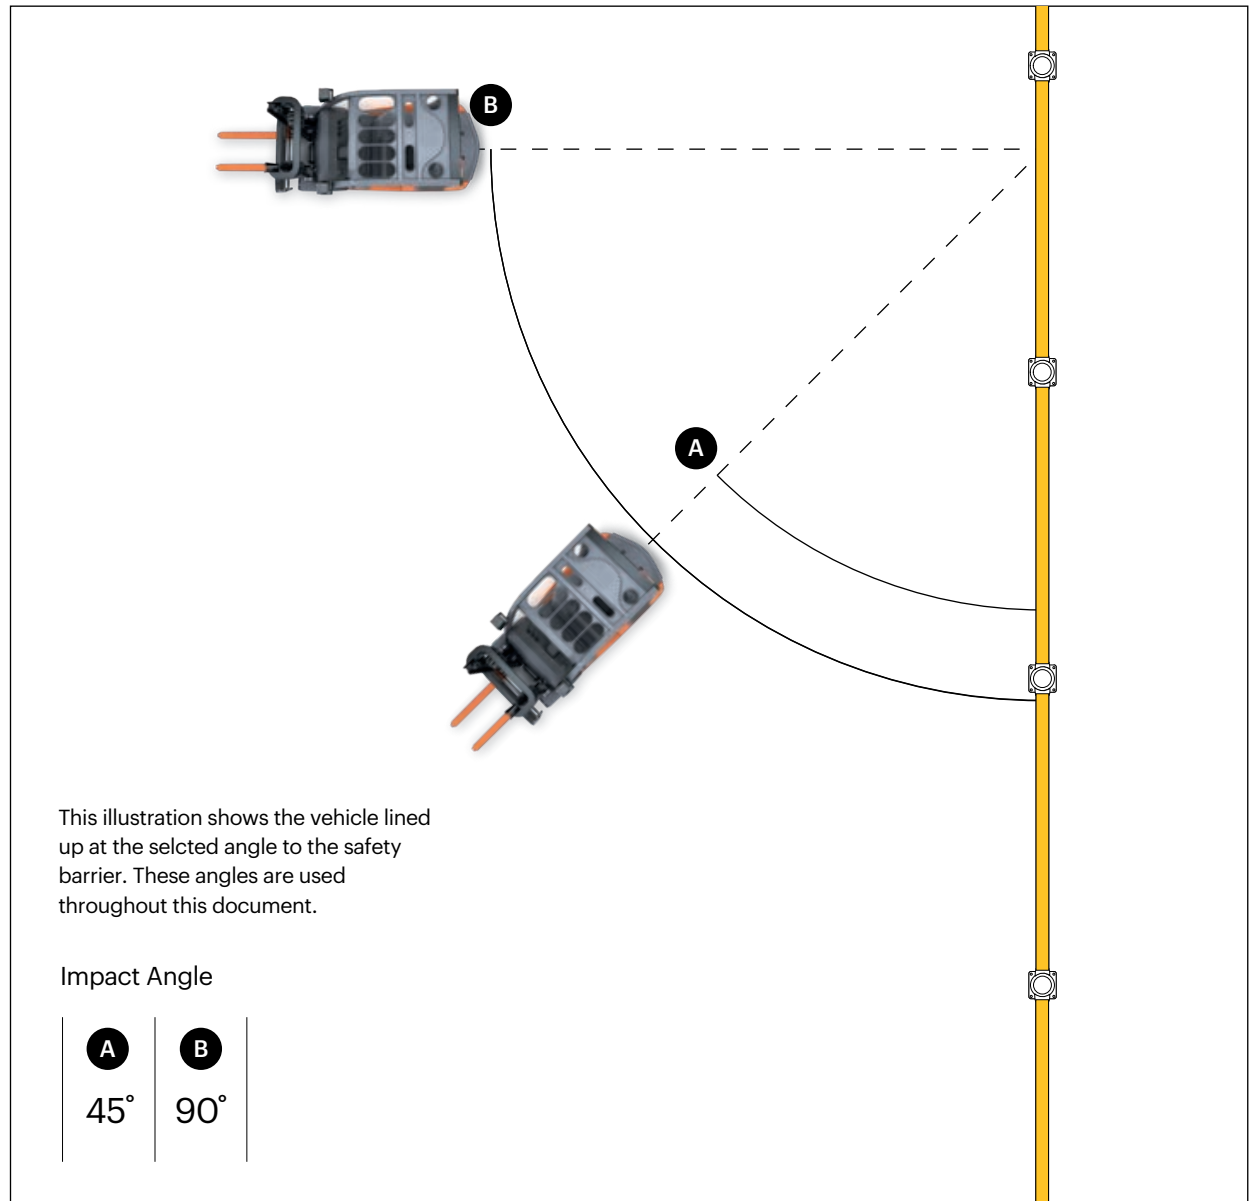 B
A
This illustration shows the vehicle lined
up at the selcted angle to the safety
barrier. These angles are used
throughout this document.
Impact Angle
A B
45° 90°